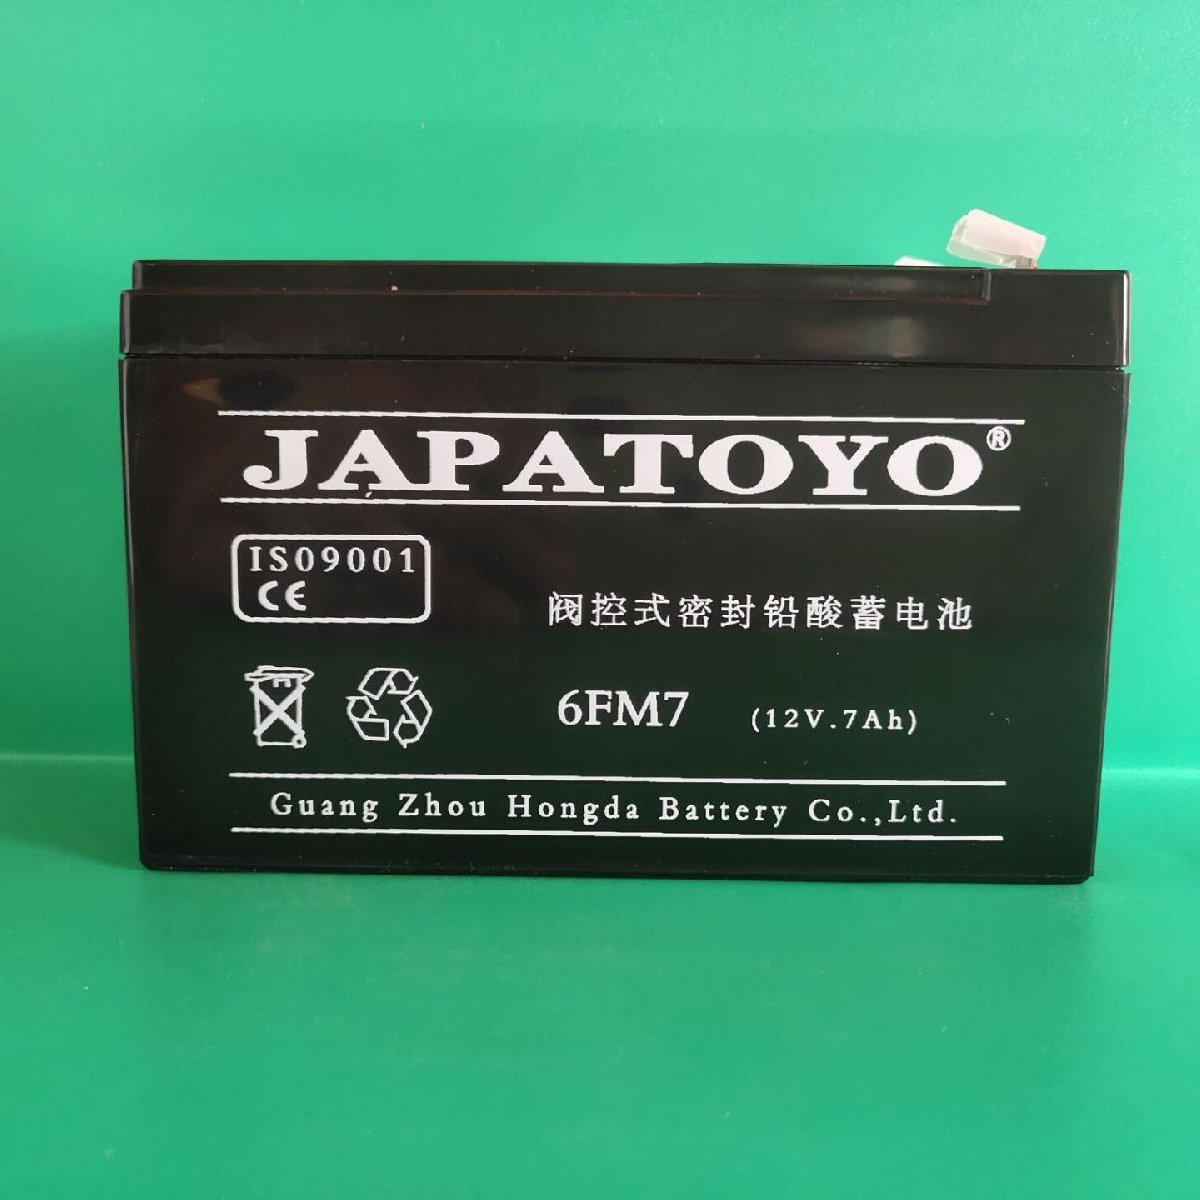 JAPATOYO®
ISO9001
CE
阀控式密封铅酸蓄电池
6FM7 (12V.7Ah)
Guang Zhou Hongda Battery Co.,Ltd.